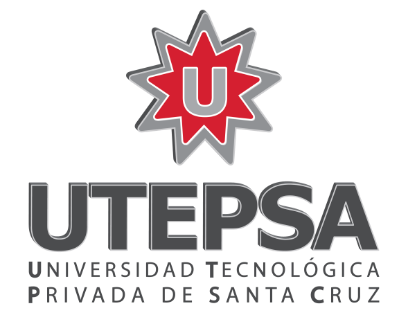 U
UTEPSA
UNIVERSIDAD TECNOLÓGICA
PRIVADA DE SANTA CRUZ